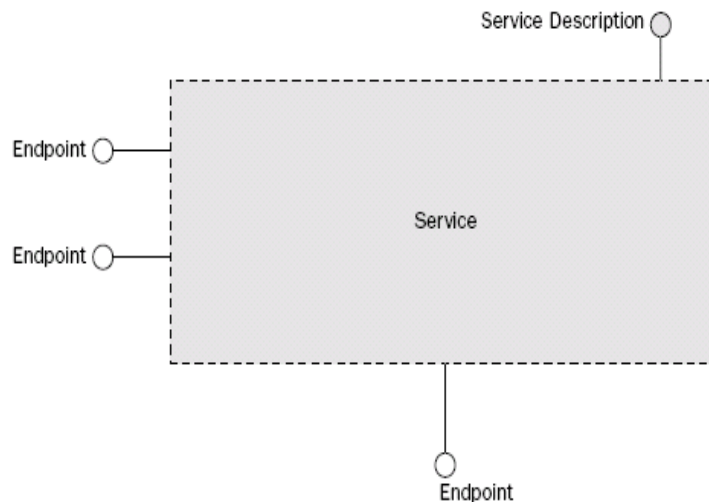 Service Description
Endpoint
Service
Endpoint
Endpoint